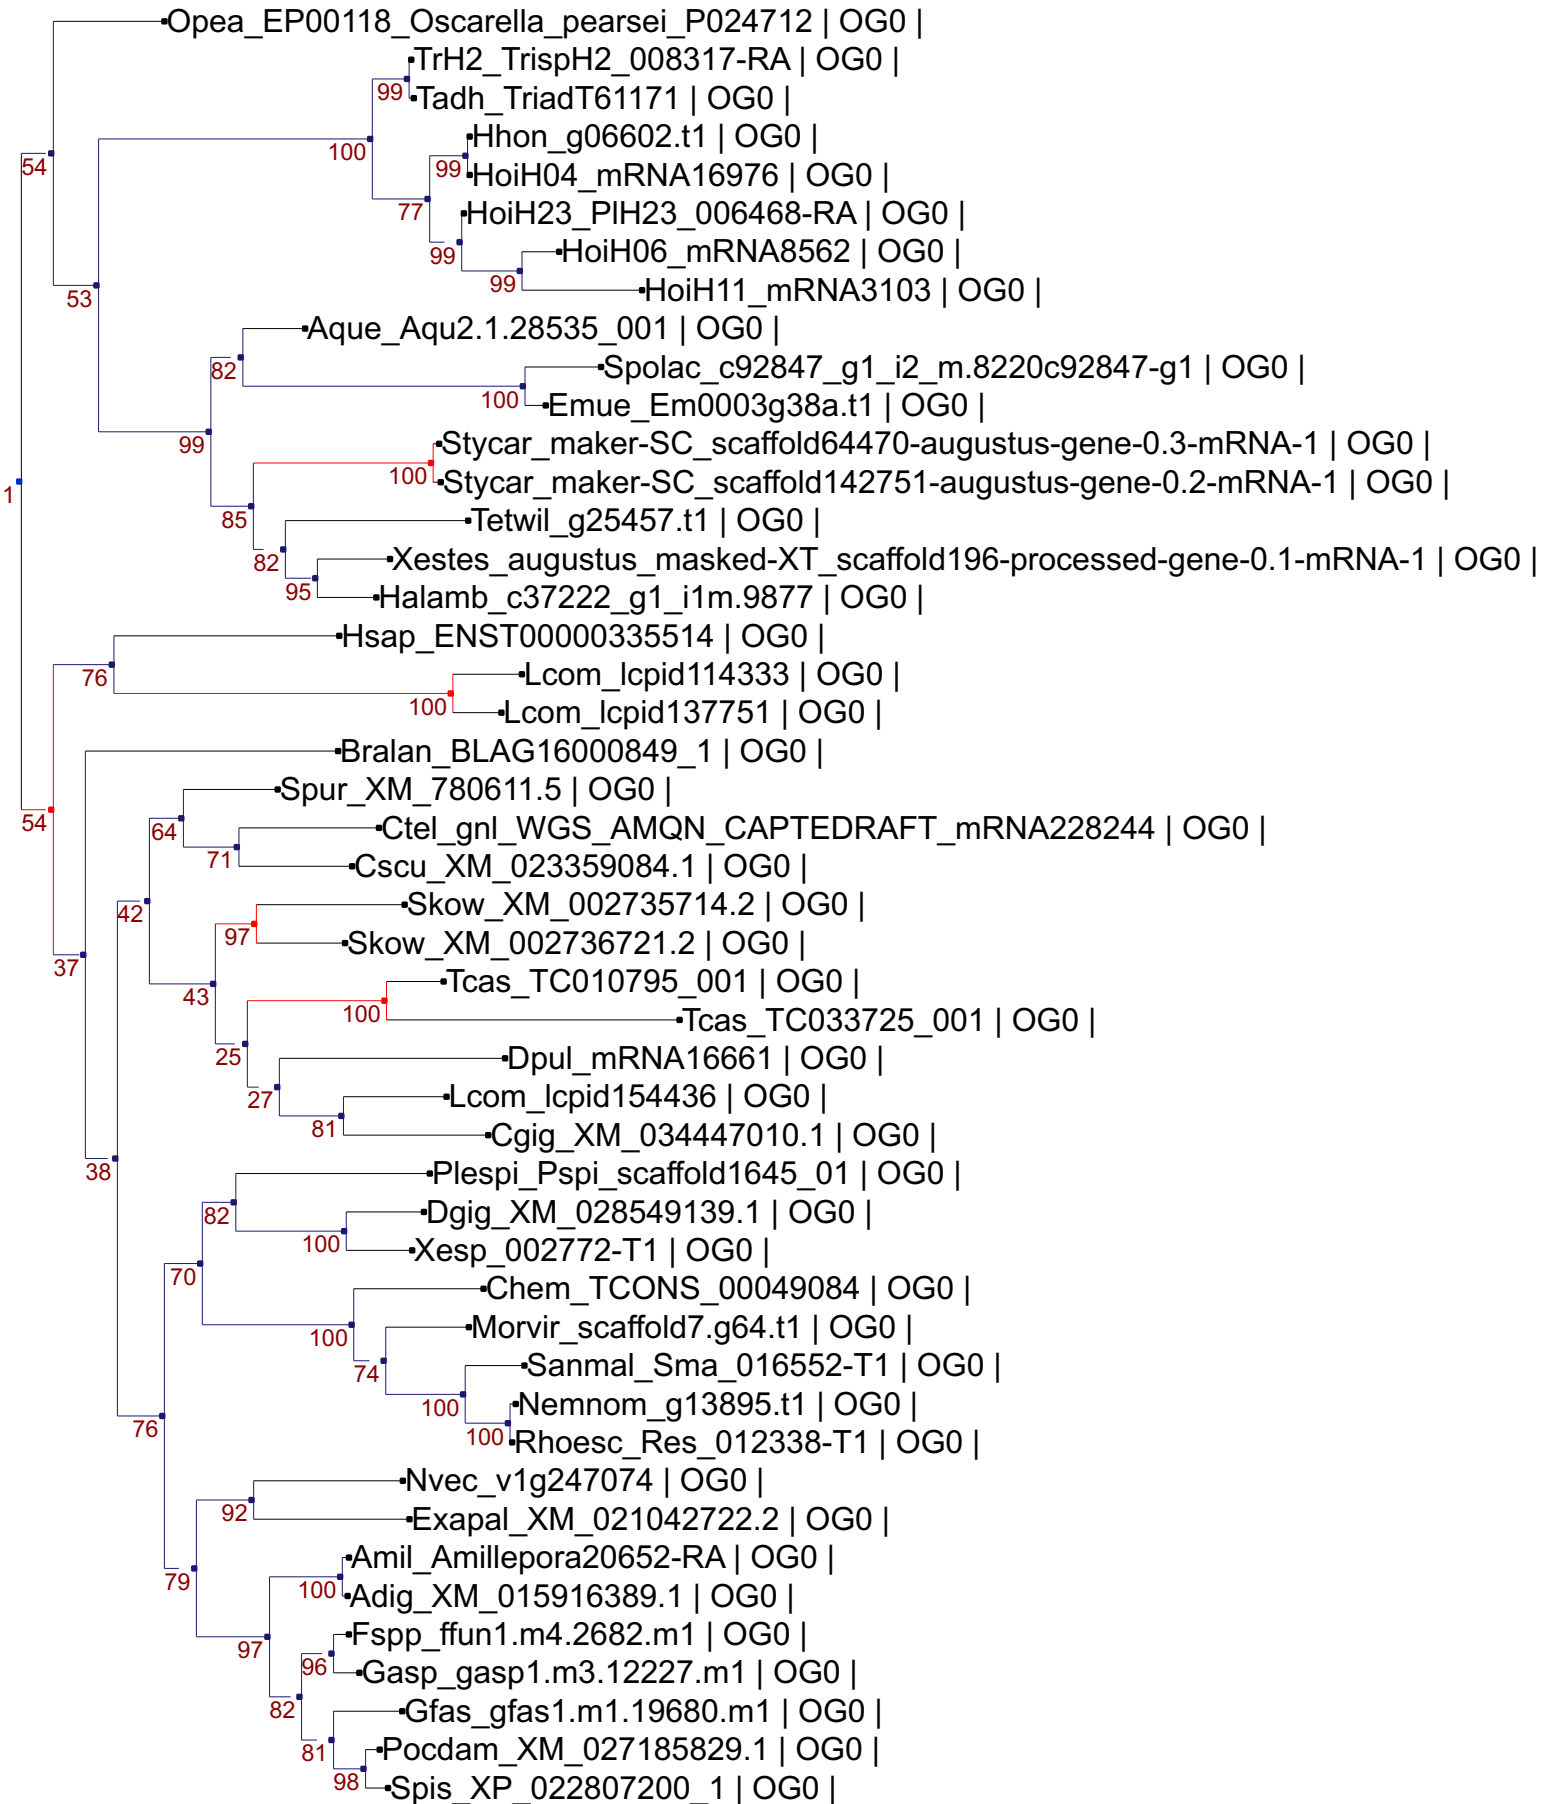 Opea_EP00118_Oscarella_pearsei_P024712 | OG0 |
TrH2_TrispH2_008317-RA | OG0 |
99
Tadh_TriadT61171 | OG0 |
Hhon_g06602.t1 | OG0 |
100
54
99
HoiH04_mRNA16976 | OG0 |
77
HoiH23_PlH23_006468-RA | OG0 |
99
HoiH06_mRNA8562 | OG0 |
99
HoiH11_mRNA3103 | OG0 |
53
Aque_Aqu2.1.28535_001 | OG0 |
82
Spolac_c92847_g1_i2_m.8220c92847-g1 | OG0 |
100
Emue_Em0003g38a.t1 | OG0 |
99
Stycar_maker-SC_scaffold64470-augustus-gene-0.3-mRNA-1 | OG0 |
100
Stycar_maker-SC_scaffold142751-augustus-gene-0.2-mRNA-1 | OG0 |
1
85
Tetwil_g25457.t1 | OG0 |
82
Xestes_augustus_masked-XT_scaffold196-processed-gene-0.1-mRNA-1 | OG0 |
95
Halamb_c37222_g1_i1m.9877 | OG0 |
Hsap_ENST00000335514 | OG0 |
76
Lcom_lcpid114333 | OG0 |
100
Lcom_lcpid137751 | OG0 |
Bralan_BLAG16000849_1 | OG0 |
Spur_XM_780611.5 | OG0 |
54
64
Ctel_gnl_WGS_AMQN_CAPTEDRAFT_mRNA228244 | OG0 |
71
Cscu_XM_023359084.1 | OG0 |
42
Skow_XM_002735714.2 | OG0 |
97
Skow_XM_002736721.2 | OG0 |
37
43
Tcas_TC010795_001 | OG0 |
100
Tcas_TC033725_001 | OG0 |
25
Dpul_mRNA16661 | OG0 |
27
Lcom_lcpid154436 | OG0 |
81
Cgig_XM_034447010.1 | OG0 |
38
Plespi_Pspi_scaffold1645_01 | OG0 |
82
Dgig_XM_028549139.1 | OG0 |
100
Xesp_002772-T1 | OG0 |
70
Chem_TCONS_00049084 | OG0 |
100
Morvir_scaffold7.g64.t1 | OG0 |
74
Sanmal_Sma_016552-T1 | OG0 |
100
Nemnom_g13895.t1 | OG0 |
76
100
Rhoesc_Res_012338-T1 | OG0 |
Nvec_v1g247074 | OG0 |
92
Exapal_XM_021042722.2 | OG0 |
Amil_Amillepora20652-RA | OG0 |
79
100
Adig_XM_015916389.1 | OG0 |
Fspp_ffun1.m4.2682.m1 | OG0 |
97
96
Gasp_gasp1.m3.12227.m1 | OG0 |
82
Gfas_gfas1.m1.19680.m1 | OG0 |
81
Pocdam_XM_027185829.1 | OG0 |
98
Spis_XP_022807200_1 | OG0 |